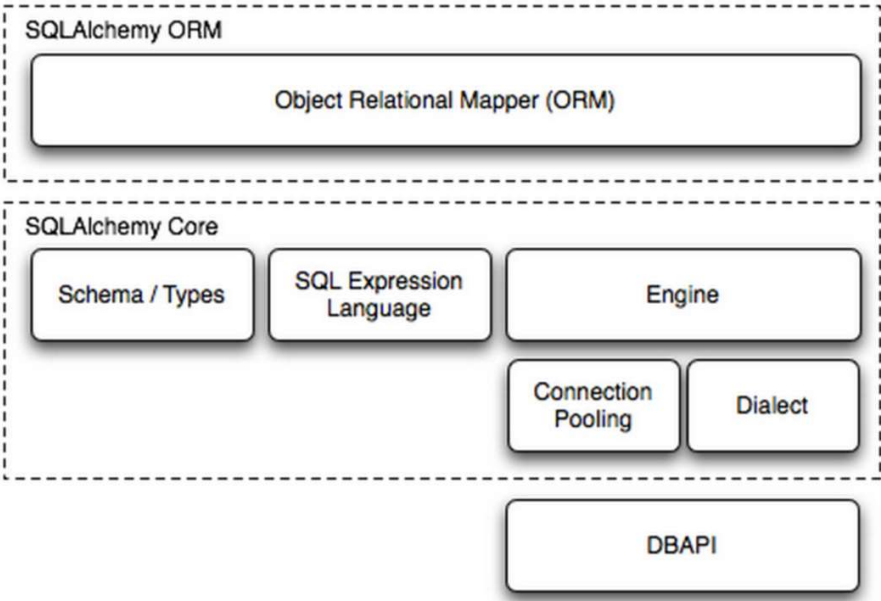 SQLAlchemy ORM
Object Relational Mapper (ORM)
SQLAlchemy Core
Schema / Types
SQL Expression
Language
Engine
Connection
Pooling
Dialect
DBAPI